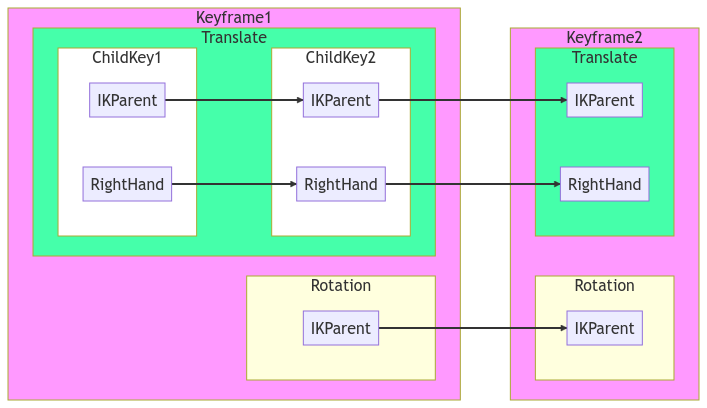 Keyframe1
Translate
ChildKey1
IKParent
RightHand
ChildKey2
IKParent
RightHand
Rotation
IKParent
Keyframe2
Translate
IKParent
RightHand
Rotation
IKParent